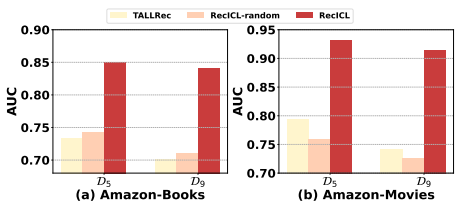 TALLRec RecICL-random RecICL
AUC
0.90
0.85
0.80
0.75
0.70
D₅ D₉
(a) Amazon-Books
AUC
0.95
0.90
0.85
0.80
0.75
0.70
D₅ D₉
(b) Amazon-Movies